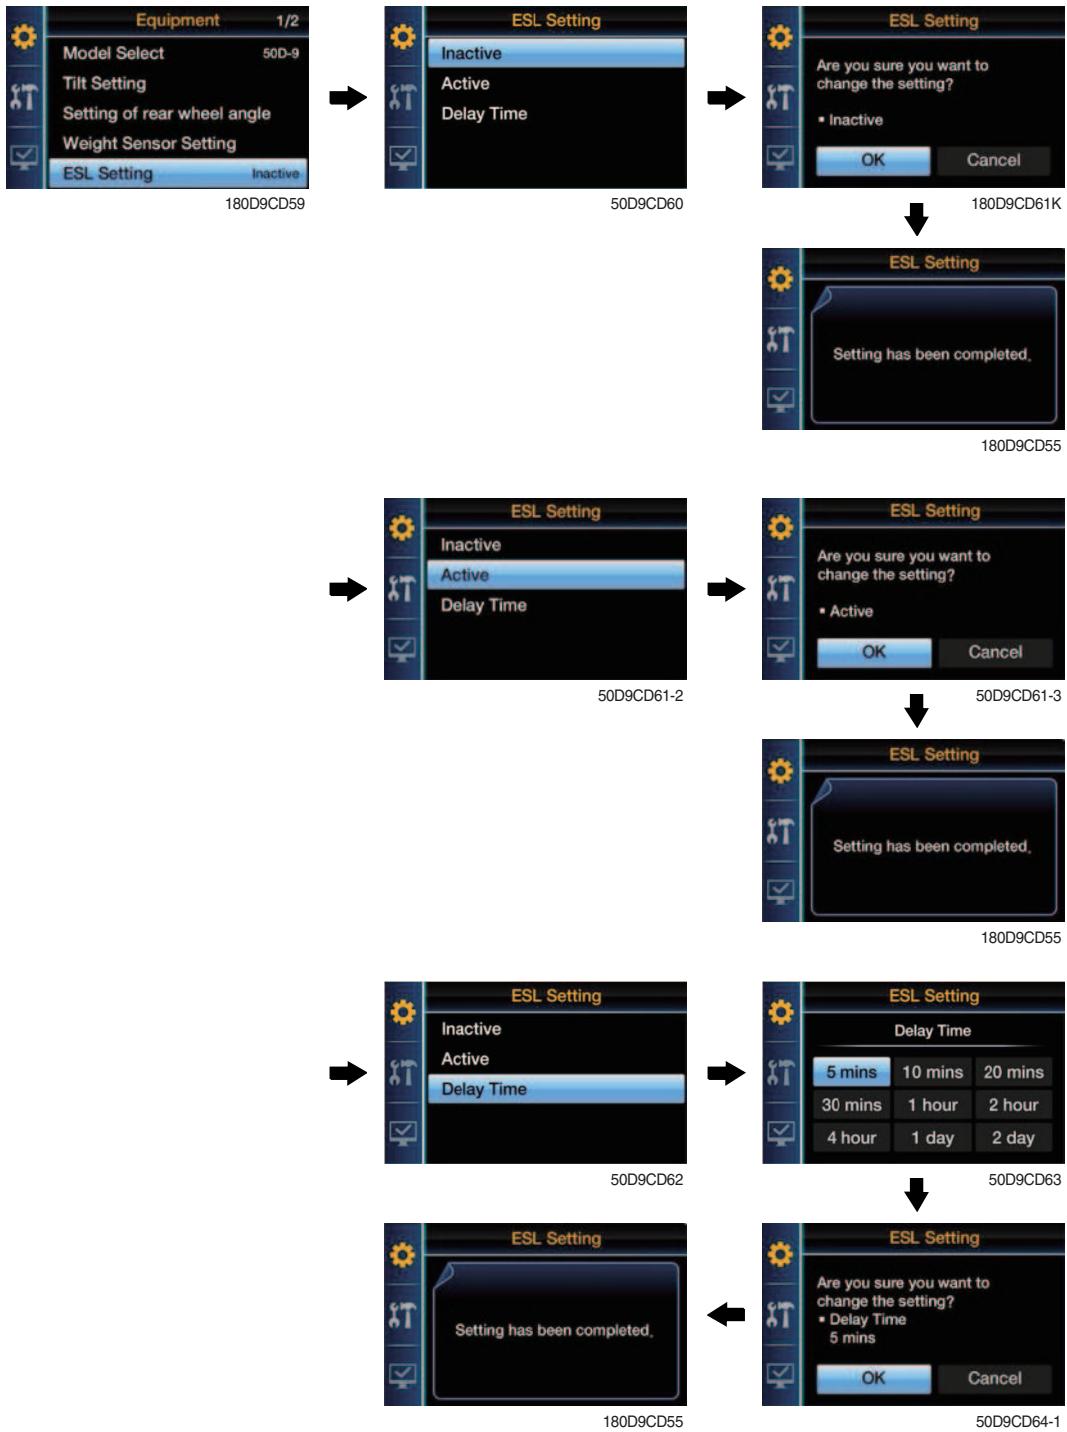 Equipment 1/2
Model Select 50D-9
Tilt Setting
Setting of rear wheel angle
Weight Sensor Setting
ESL Setting Inactive
180D9CD59
ESL Setting
Inactive
Active
Delay Time
50D9CD60
ESL Setting
Are you sure you want to
change the setting?
▪ Inactive
OK Cancel
180D9CD61K
ESL Setting
Setting has been completed.
180D9CD55
ESL Setting
Inactive
Active
Delay Time
50D9CD61-2
ESL Setting
Are you sure you want to
change the setting?
▪ Active
OK Cancel
50D9CD61-3
ESL Setting
Setting has been completed.
180D9CD55
ESL Setting
Inactive
Active
Delay Time
50D9CD62
ESL Setting
Delay Time
5 mins 10 mins 20 mins
30 mins 1 hour 2 hour
4 hour 1 day 2 day
50D9CD63
ESL Setting
Are you sure you want to
change the setting?
▪ Delay Time
5 mins
OK Cancel
50D9CD64-1
ESL Setting
Setting has been completed.
180D9CD55